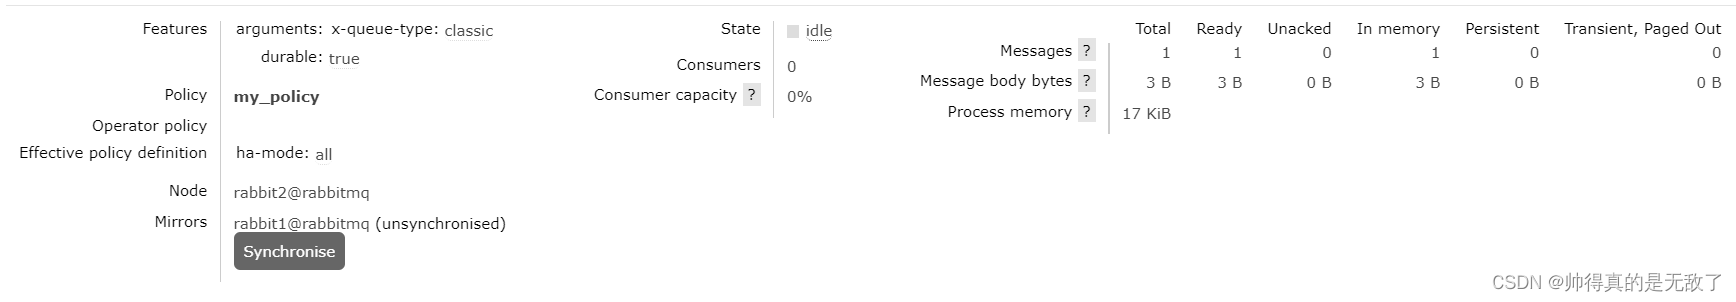 Features arguments: x-queue-type: classic
durable: true
Policy my_policy
Operator policy
Effective policy definition ha-mode: all
Node rabbit2@rabbitmq
Mirrors rabbit1@rabbitmq (unsynchronised)
Synchronise
State idle
Consumers 0
Consumer capacity ? 0%
Total Ready Unacked In memory Persistent Transient, Paged Out
Messages ? 1 1 0 1 0 0
Message body bytes ? 3 B 3 B 0 B 3 B 0 B 0 B
Process memory ? 17 KiB
CSDN @帅得真的是无敌了